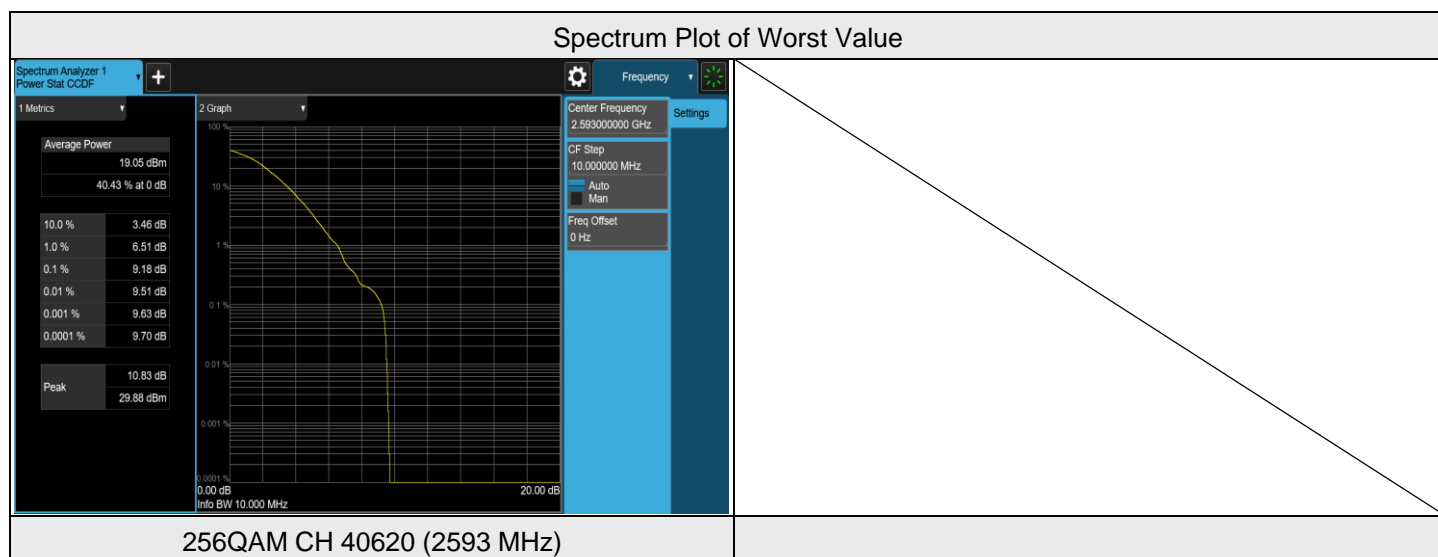 Spectrum Plot of Worst Value
Spectrum Analyzer 1
Power Stat CCDF
+
Frequency
1 Metrics
Average Power
19.05 dBm
40.43 % at 0 dB
10.0 % 3.46 dB
1.0 % 6.51 dB
0.1 % 9.18 dB
0.01 % 9.51 dB
0.001 % 9.63 dB
0.0001 % 9.70 dB
Peak 10.83 dB
29.88 dBm
2 Graph
100 %
10 %
1 %
0.1 %
0.01 %
0.001 %
0.0001 %
0.00 dB 20.00 dB
Info BW 10.000 MHz
Center Frequency
2.593000000 GHz
CF Step
10.000000 MHz
Auto
Man
Freq Offset
0 Hz
Settings
256QAM CH 40620 (2593 MHz)